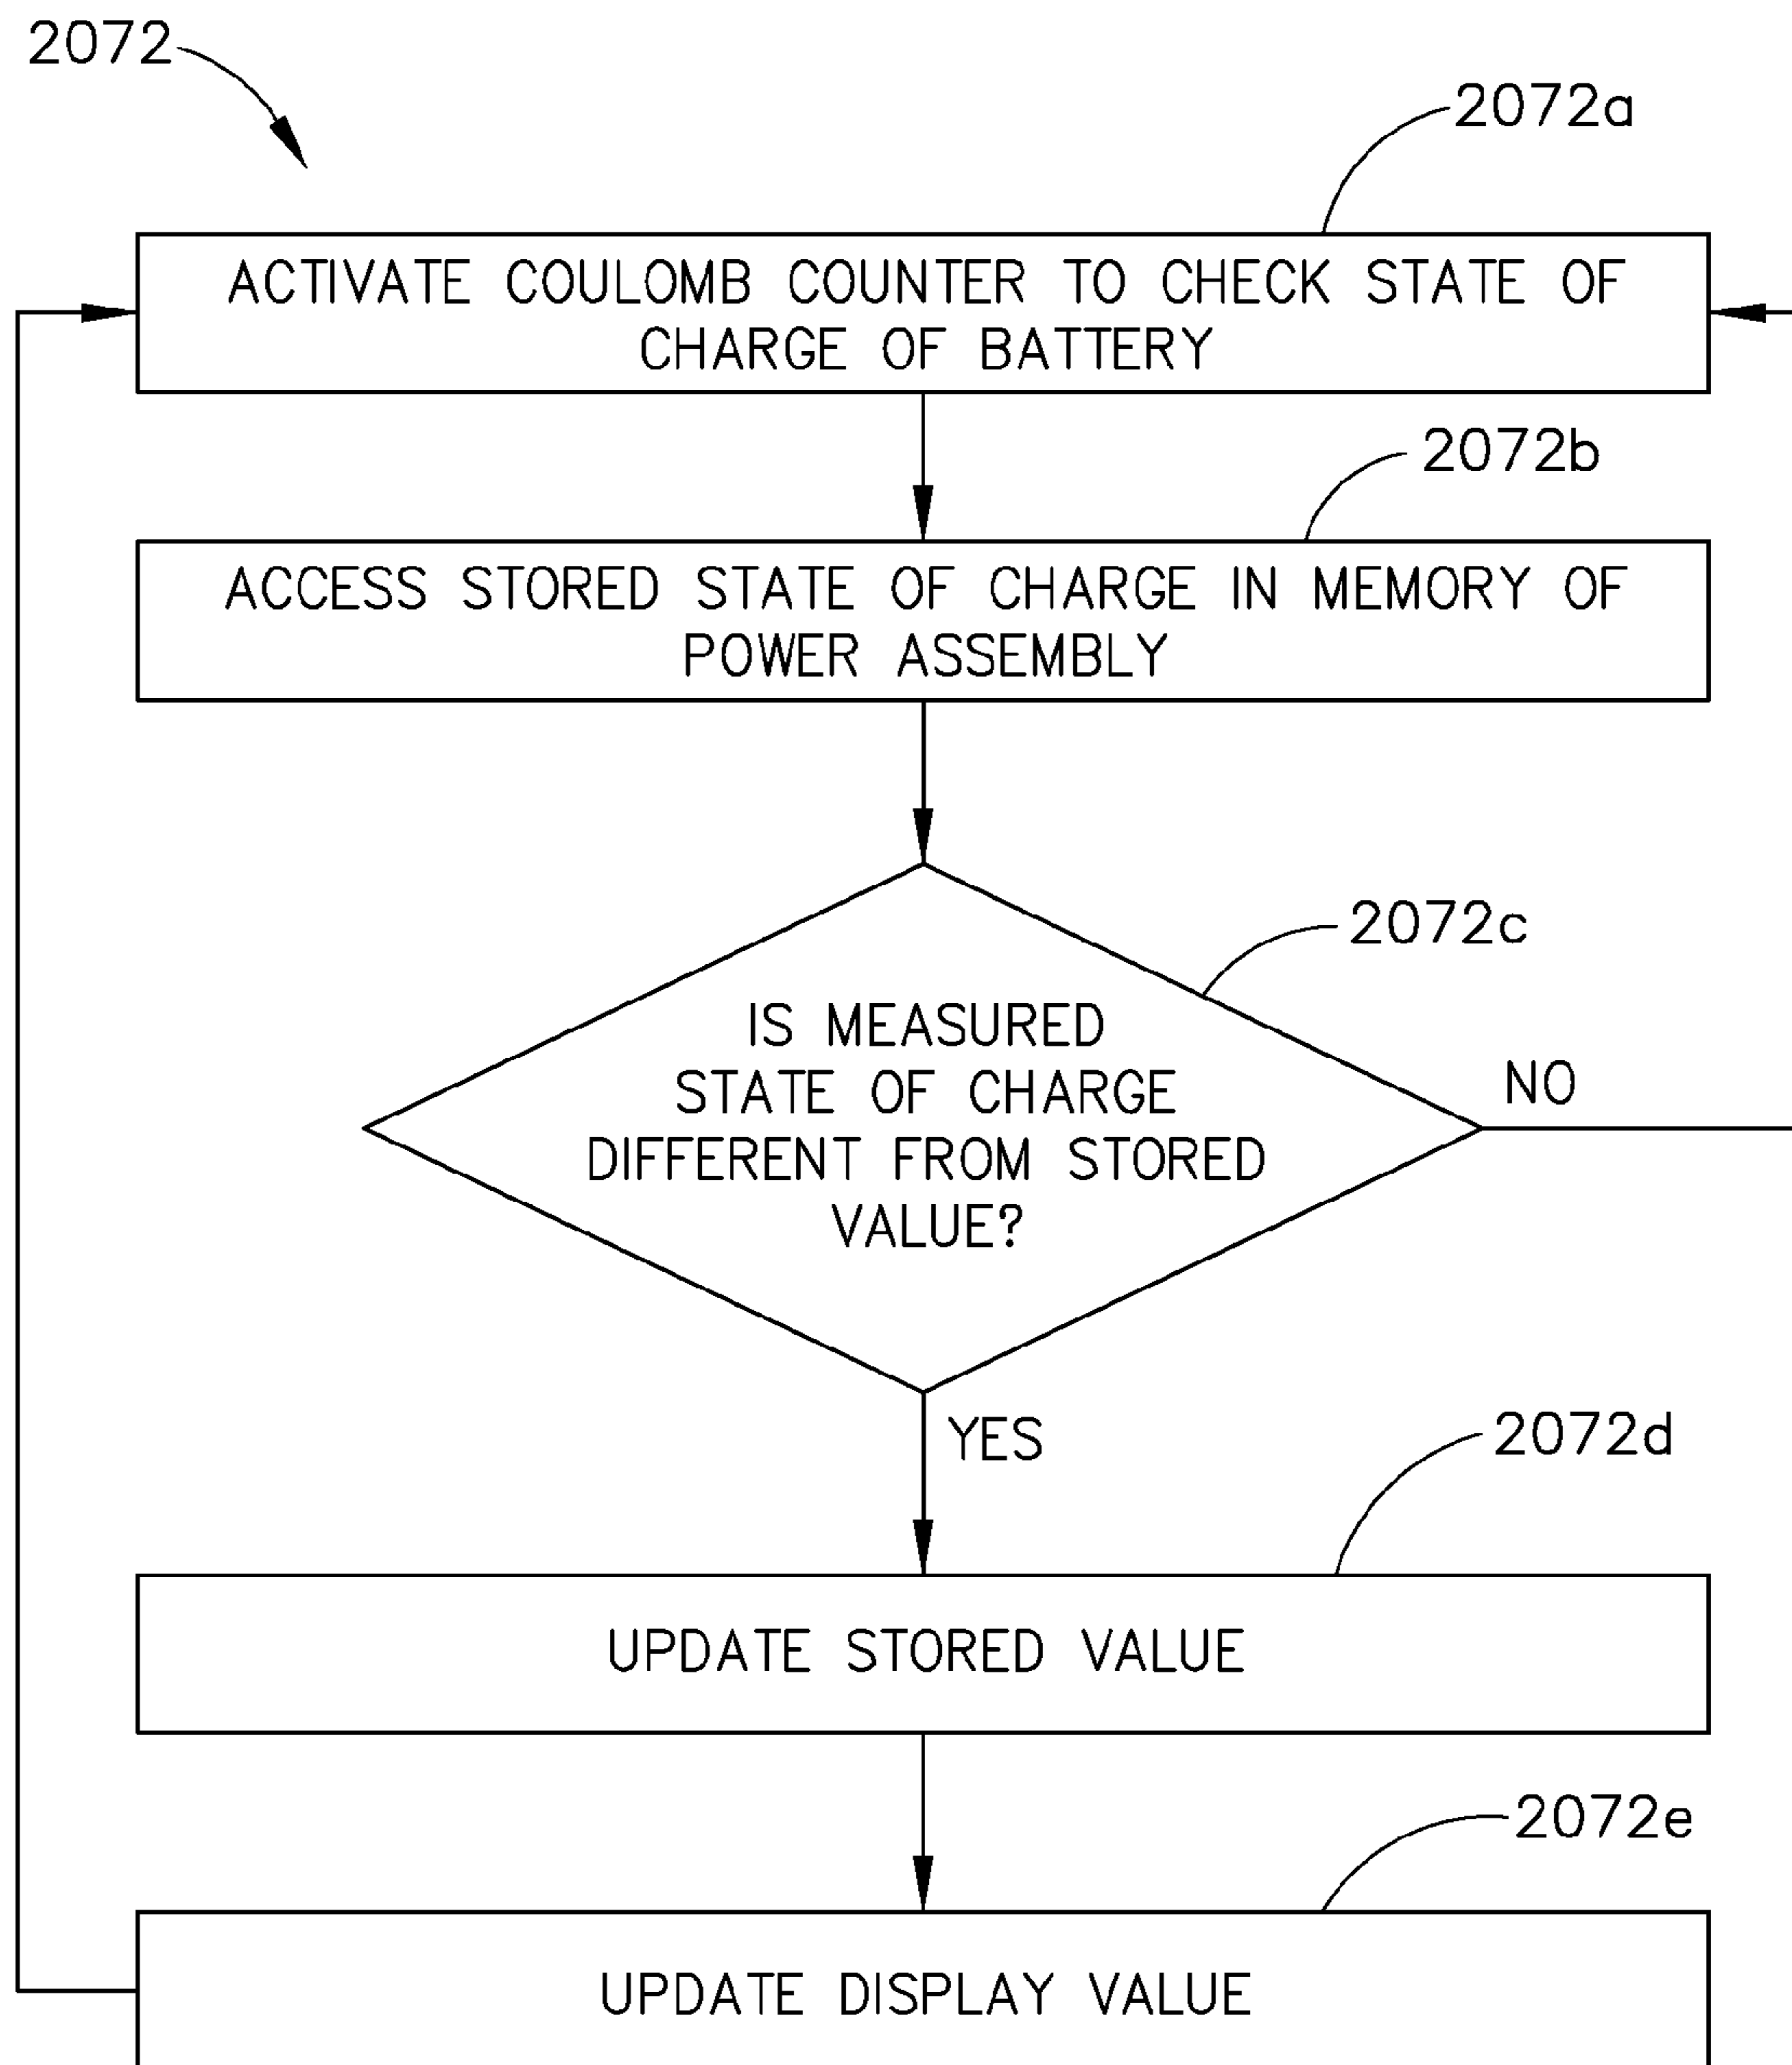 2072
2072a
ACTIVATE COULOMB COUNTER TO CHECK STATE OF
CHARGE OF BATTERY
2072b
ACCESS STORED STATE OF CHARGE IN MEMORY OF
POWER ASSEMBLY
2072c
IS MEASURED
STATE OF CHARGE
DIFFERENT FROM STORED
VALUE?
NO
YES
2072d
UPDATE STORED VALUE
2072e
UPDATE DISPLAY VALUE